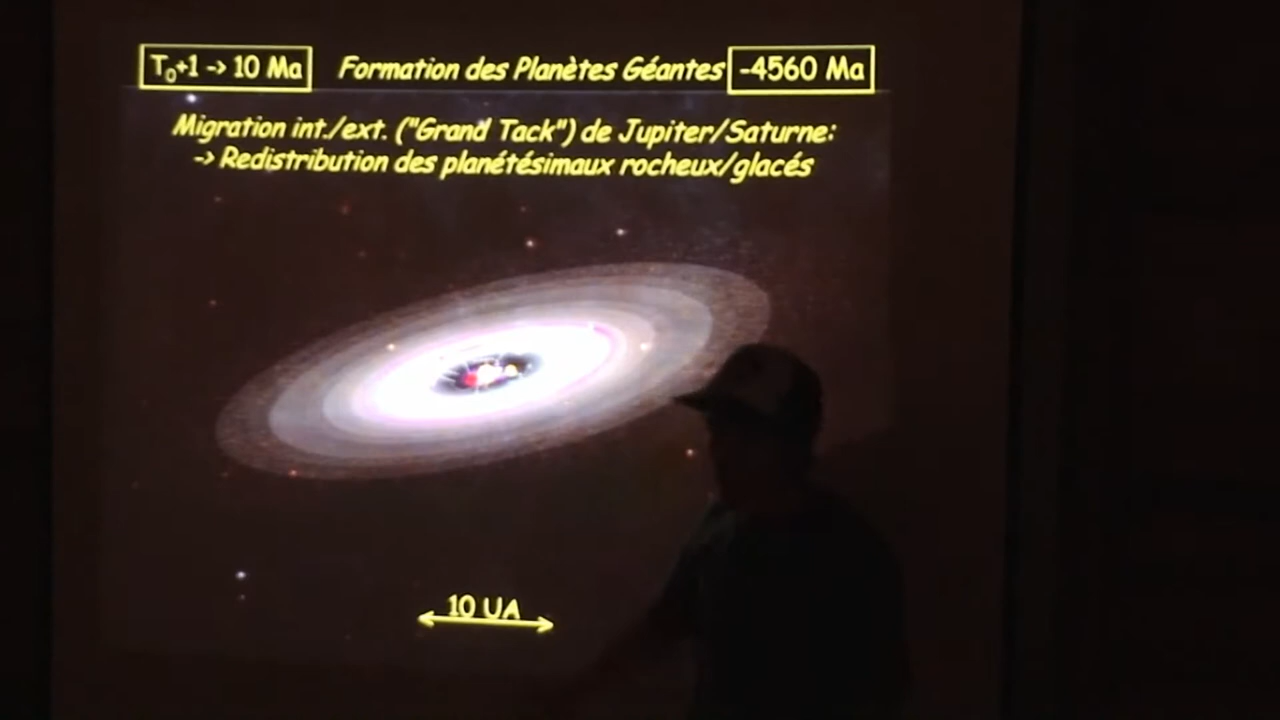 T₀+1 -> 10 Ma Formation des Planètes Géantes -4560 Ma
Migration int./ext. ("Grand Tack") de Jupiter/Saturne:
-> Redistribution des planétésimaux rocheux/glacés
10 UA